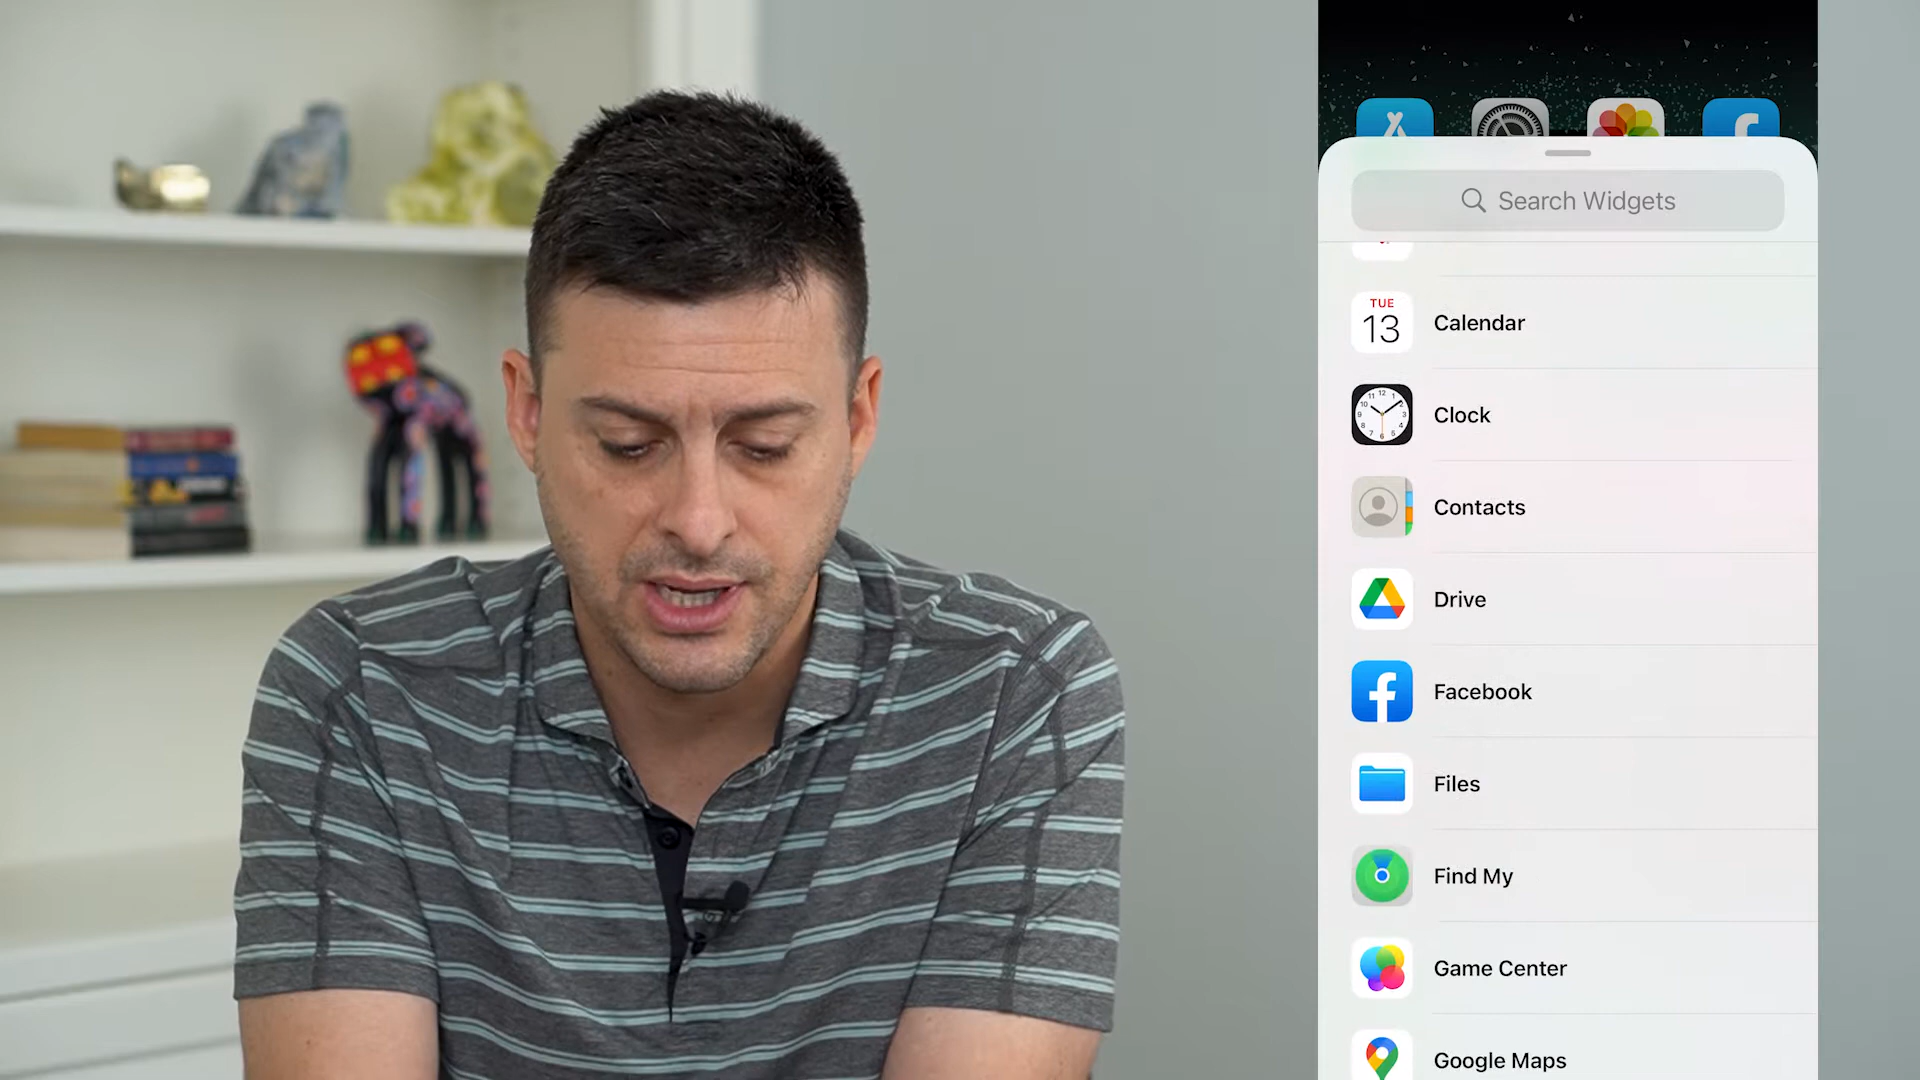 Search Widgets
TUE
13
Calendar
Clock
Contacts
Drive
Facebook
Files
Find My
Game Center
Google Maps